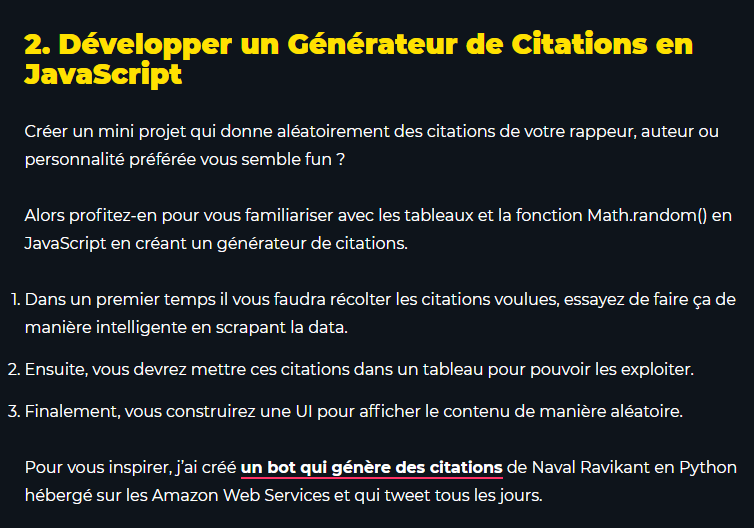 2. Développer un Générateur de Citations en
JavaScript
Créer un mini projet qui donne aléatoirement des citations de votre rappeur, auteur ou
personnalité préférée vous semble fun ?
Alors profitez-en pour vous familiariser avec les tableaux et la fonction Math.random() en
JavaScript en créant un générateur de citations.
1. Dans un premier temps il vous faudra récolter les citations voulues, essayez de faire ça de
manière intelligente en scrapant la data.
2. Ensuite, vous devrez mettre ces citations dans un tableau pour pouvoir les exploiter.
3. Finalement, vous construirez une UI pour afficher le contenu de manière aléatoire.
Pour vous inspirer, j'ai créé un bot qui génère des citations de Naval Ravikant en Python
hébergé sur les Amazon Web Services et qui tweet tous les jours.